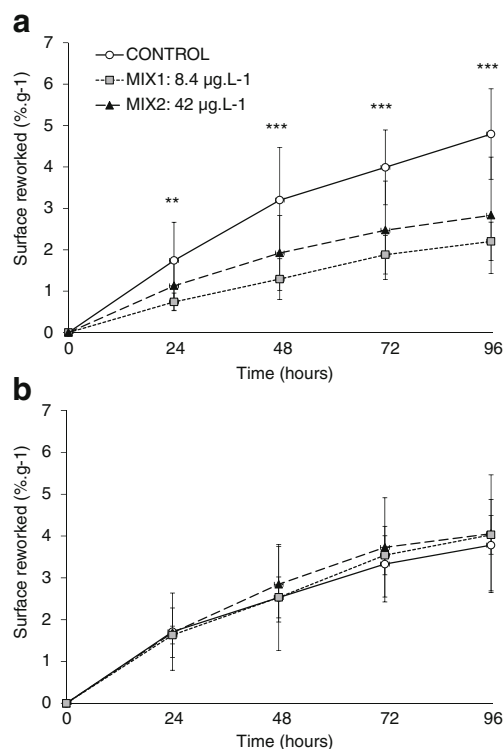 a
7
6
5
4
3
2
1
0
Surface reworked (%.g-1)
CONTROL
MIX1: 8.4 µg.L-1
MIX2: 42 µg.L-1
**
***
***
***
0 24 48 72 96
Time (hours)
b
7
6
5
4
3
2
1
0
Surface reworked (%.g-1)
0 24 48 72 96
Time (hours)